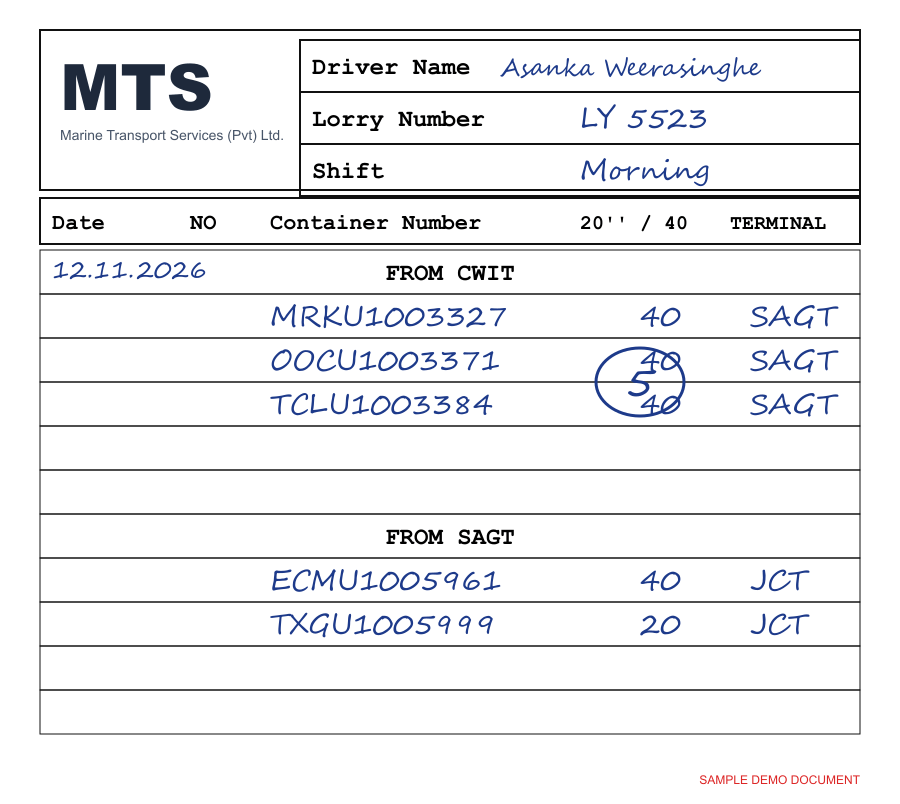 MTS
Marine Transport Services (Pvt) Ltd.
Driver Name Asanka Weerasinghe
Lorry Number LY 5523
Shift Morning
Date NO Container Number 20'' / 40 TERMINAL
12.11.2026 FROM CWIT
MRKU1003327 40 SAGT
OOCU1003371 40 SAGT
5
TCLU1003384 40 SAGT
FROM SAGT
ECMU1005961 40 JCT
TXGU1005999 20 JCT
SAMPLE DEMO DOCUMENT